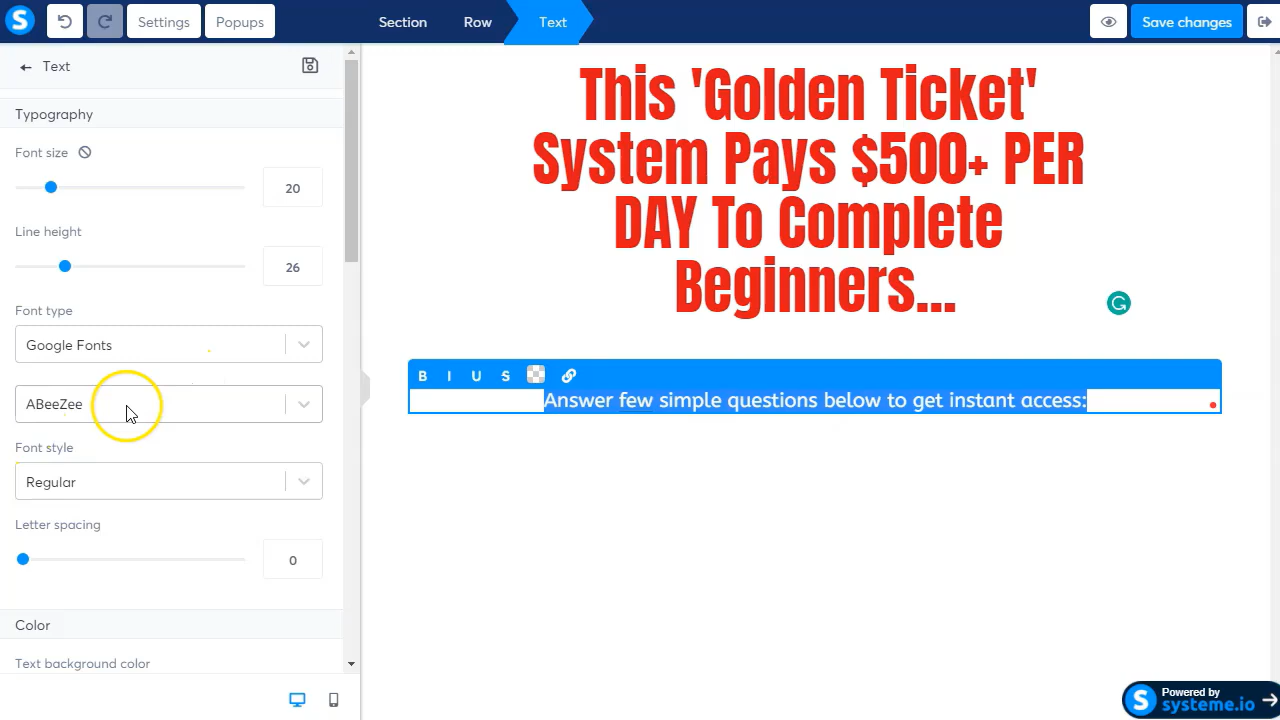 S
Settings
Popups
Section
Row
Text
Save changes
Text
Typography
Font size
20
Line height
26
Font type
Google Fonts
ABeeZee
Font style
Regular
Letter spacing
0
Color
Text background color
This 'Golden Ticket'
System Pays $500+ PER
DAY To Complete
Beginners...
B I U S
Answer few simple questions below to get instant access:
S
Powered by
systeme.io